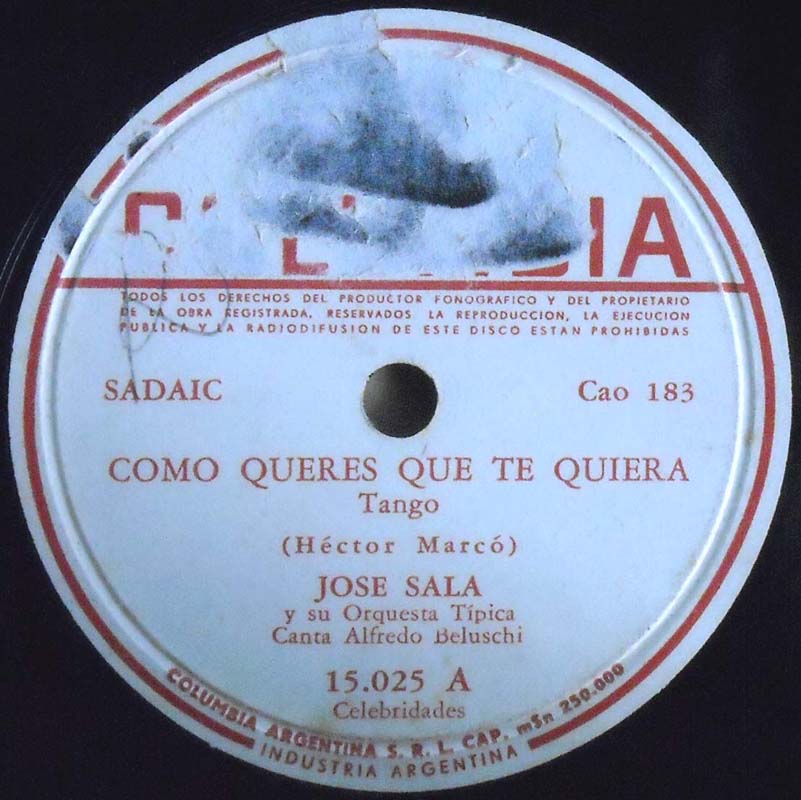 TODOS LOS DERECHOS DEL PRODUCTOR FONOGRAFICO Y DEL PROPIETARIO
DE LA OBRA REGISTRADA. RESERVADOS LA REPRODUCCION, LA EJECUCION
PUBLICA Y LA RADIODIFUSION DE ESTE DISCO ESTAN PROHIBIDAS
SADAIC
Cao 183
COMO QUERES QUE TE QUIERA
Tango
(Héctor Marcó)
JOSE SALA
y su Orquesta Típica
Canta Alfredo Beluschi
15.025 A
Celebridades
COLUMBIA ARGENTINA S. R. L. CAP. m$n 250.000
INDUSTRIA ARGENTINA